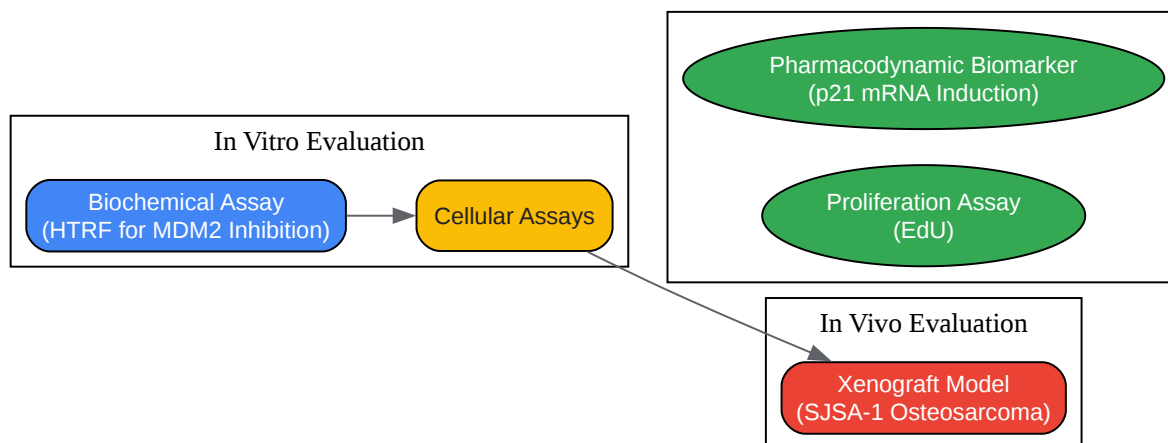 In Vitro Evaluation
Biochemical Assay
(HTRF for MDM2 Inhibition)
Cellular Assays
Pharmacodynamic Biomarker
(p21 mRNA Induction)
Proliferation Assay
(EdU)
In Vivo Evaluation
Xenograft Model
(SJSA-1 Osteosarcoma)